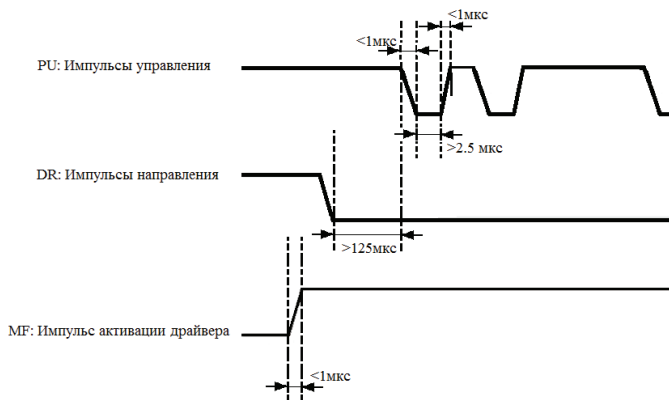 <1мкс
<1мкс
PU: Импульсы управления
>2.5 мкс
DR: Импульсы направления
>125мкс
MF: Импульс активации драйвера
<1мкс